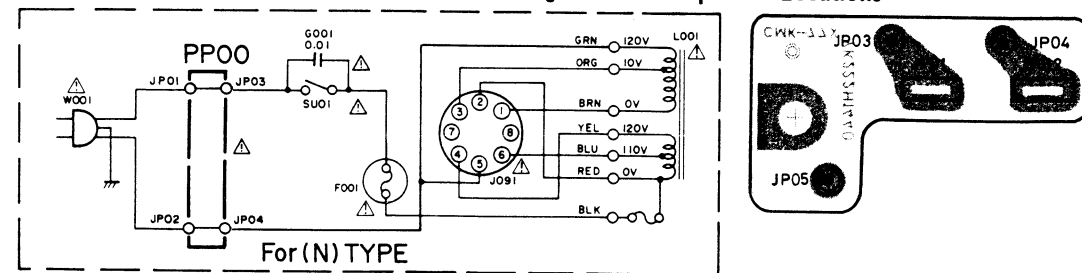 PP00
JP01
JP03
W001
G001
0.01
SU01
F001
JP02
JP04
For (N) TYPE
GRN
120V
L001
ORG
10V
BRN
0V
YEL
120V
BLU
110V
RED
0V
BLK
1
2
3
4
5
6
7
8
J091
JP03
JP04
JP05